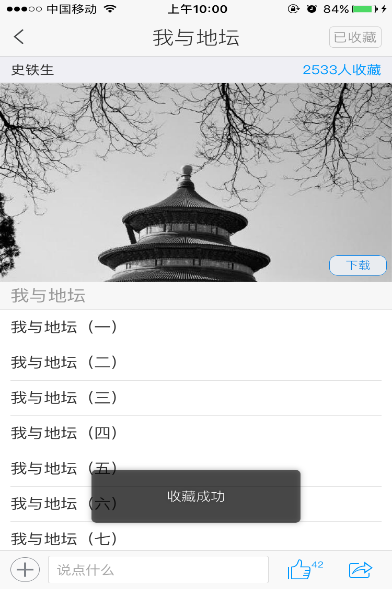 中国移动 上午10:00 84%
我与地坛 已收藏
史铁生 2533人收藏
下载
我与地坛
我与地坛（一）
我与地坛（二）
我与地坛（三）
我与地坛（四）
我与地坛（五）
我与地坛（六）
收藏成功
我与地坛（七）
说点什么 42